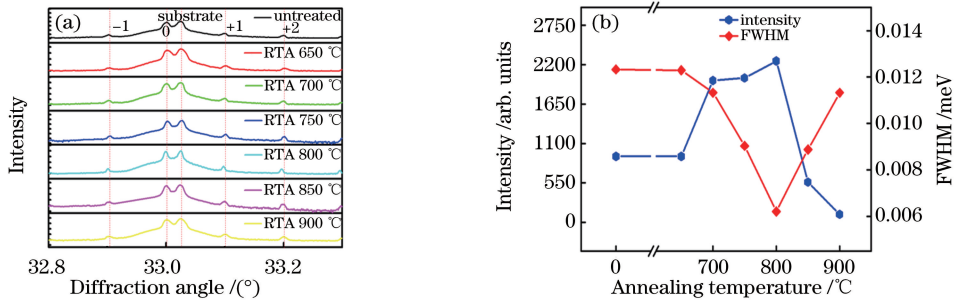 (a)
substrate
untreated
−1
0
+1
+2
RTA 650 ℃
RTA 700 ℃
RTA 750 ℃
RTA 800 ℃
RTA 850 ℃
RTA 900 ℃
Intensity
32.8
33.0
33.2
Diffraction angle /(°)
(b)
intensity
FWHM
2750
2200
1650
1100
550
0
Intensity /arb. units
0.014
0.012
0.010
0.008
0.006
FWHM /meV
0
700
800
900
Annealing temperature /℃